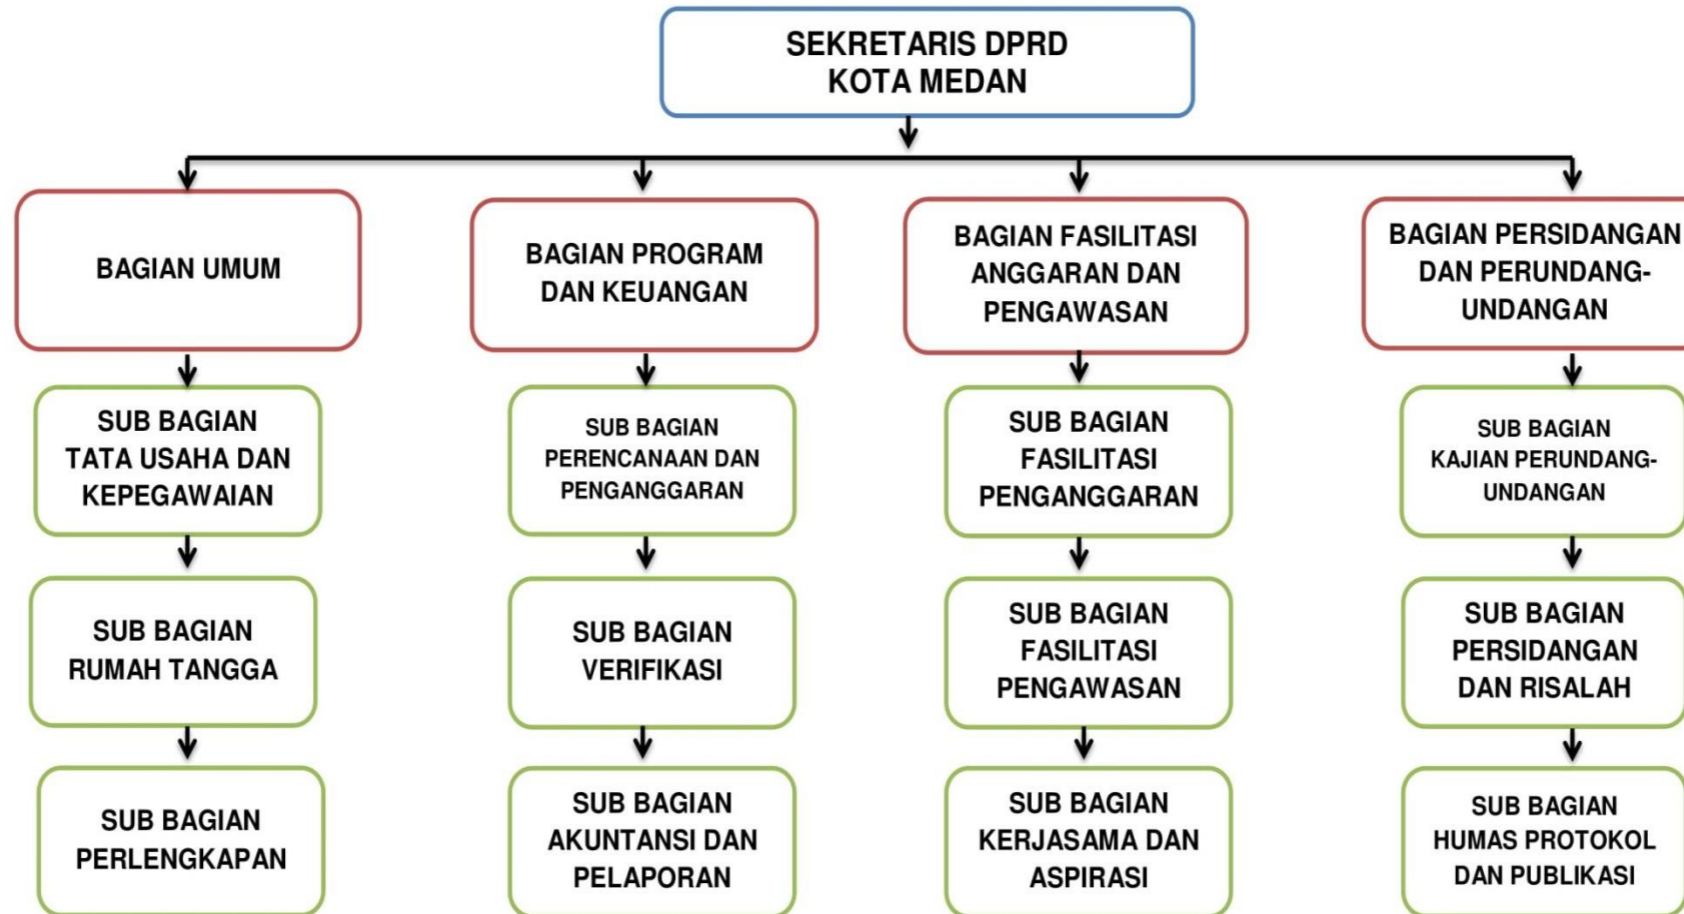 SEKRETARIS DPRD
KOTA MEDAN
BAGIAN UMUM
BAGIAN PROGRAM
DAN KEUANGAN
BAGIAN FASILITASI
ANGGARAN DAN
PENGAWASAN
BAGIAN PERSIDANGAN
DAN PERUNDANG-
UNDANGAN
SUB BAGIAN
TATA USAHA DAN
KEPEGAWAIAN
SUB BAGIAN
PERENCANAAN DAN
PENGANGGARAN
SUB BAGIAN
FASILITASI
PENGANGGARAN
SUB BAGIAN
KAJIAN PERUNDANG-
UNDANGAN
SUB BAGIAN
RUMAH TANGGA
SUB BAGIAN
VERIFIKASI
SUB BAGIAN
FASILITASI
PENGAWASAN
SUB BAGIAN
PERSIDANGAN
DAN RISALAH
SUB BAGIAN
PERLENGKAPAN
SUB BAGIAN
AKUNTANSI DAN
PELAPORAN
SUB BAGIAN
KERJASAMA DAN
ASPIRASI
SUB BAGIAN
HUMAS PROTOKOL
DAN PUBLIKASI